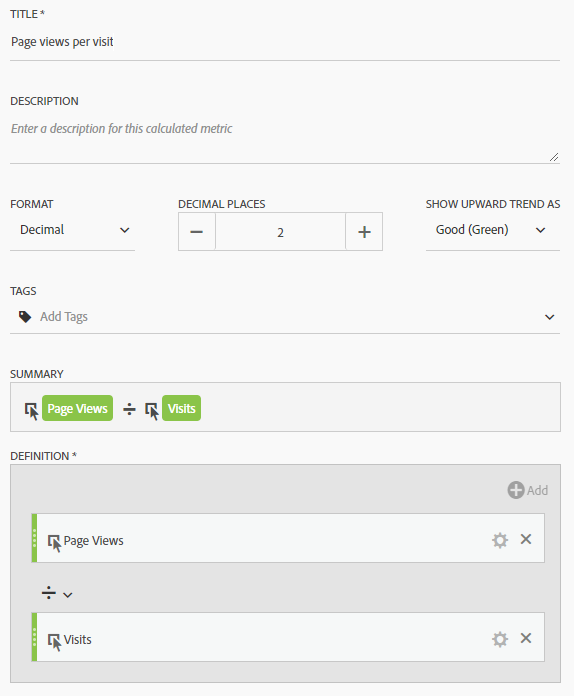 TITLE *
Page views per visit
DESCRIPTION
Enter a description for this calculated metric
FORMAT DECIMAL PLACES SHOW UPWARD TREND AS
Decimal − 2 + Good (Green)
TAGS
Add Tags
SUMMARY
Page Views ÷ Visits
DEFINITION *
Add
Page Views
÷
Visits